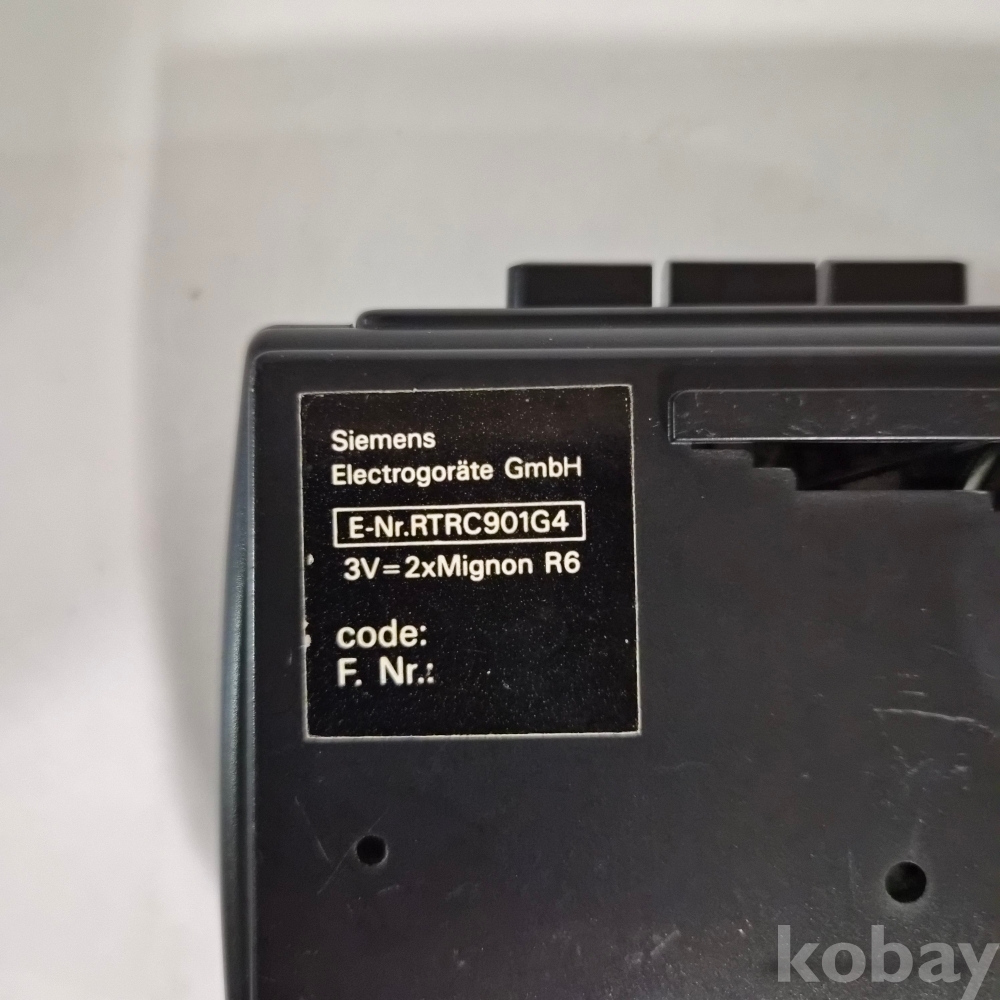 Siemens
Electrogoräte GmbH
E-Nr.RTRC901G4
3V=2xMignon R6
code:
F. Nr.:
kobay